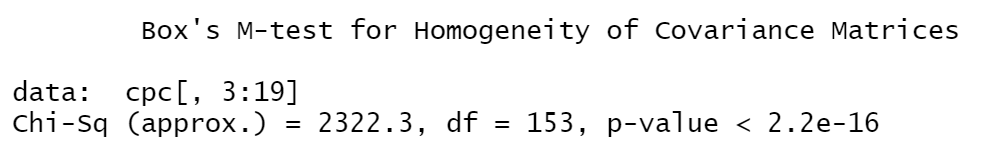 Box's M-test for Homogeneity of Covariance Matrices
data:  cpc[, 3:19]
Chi-Sq (approx.) = 2322.3, df = 153, p-value < 2.2e-16